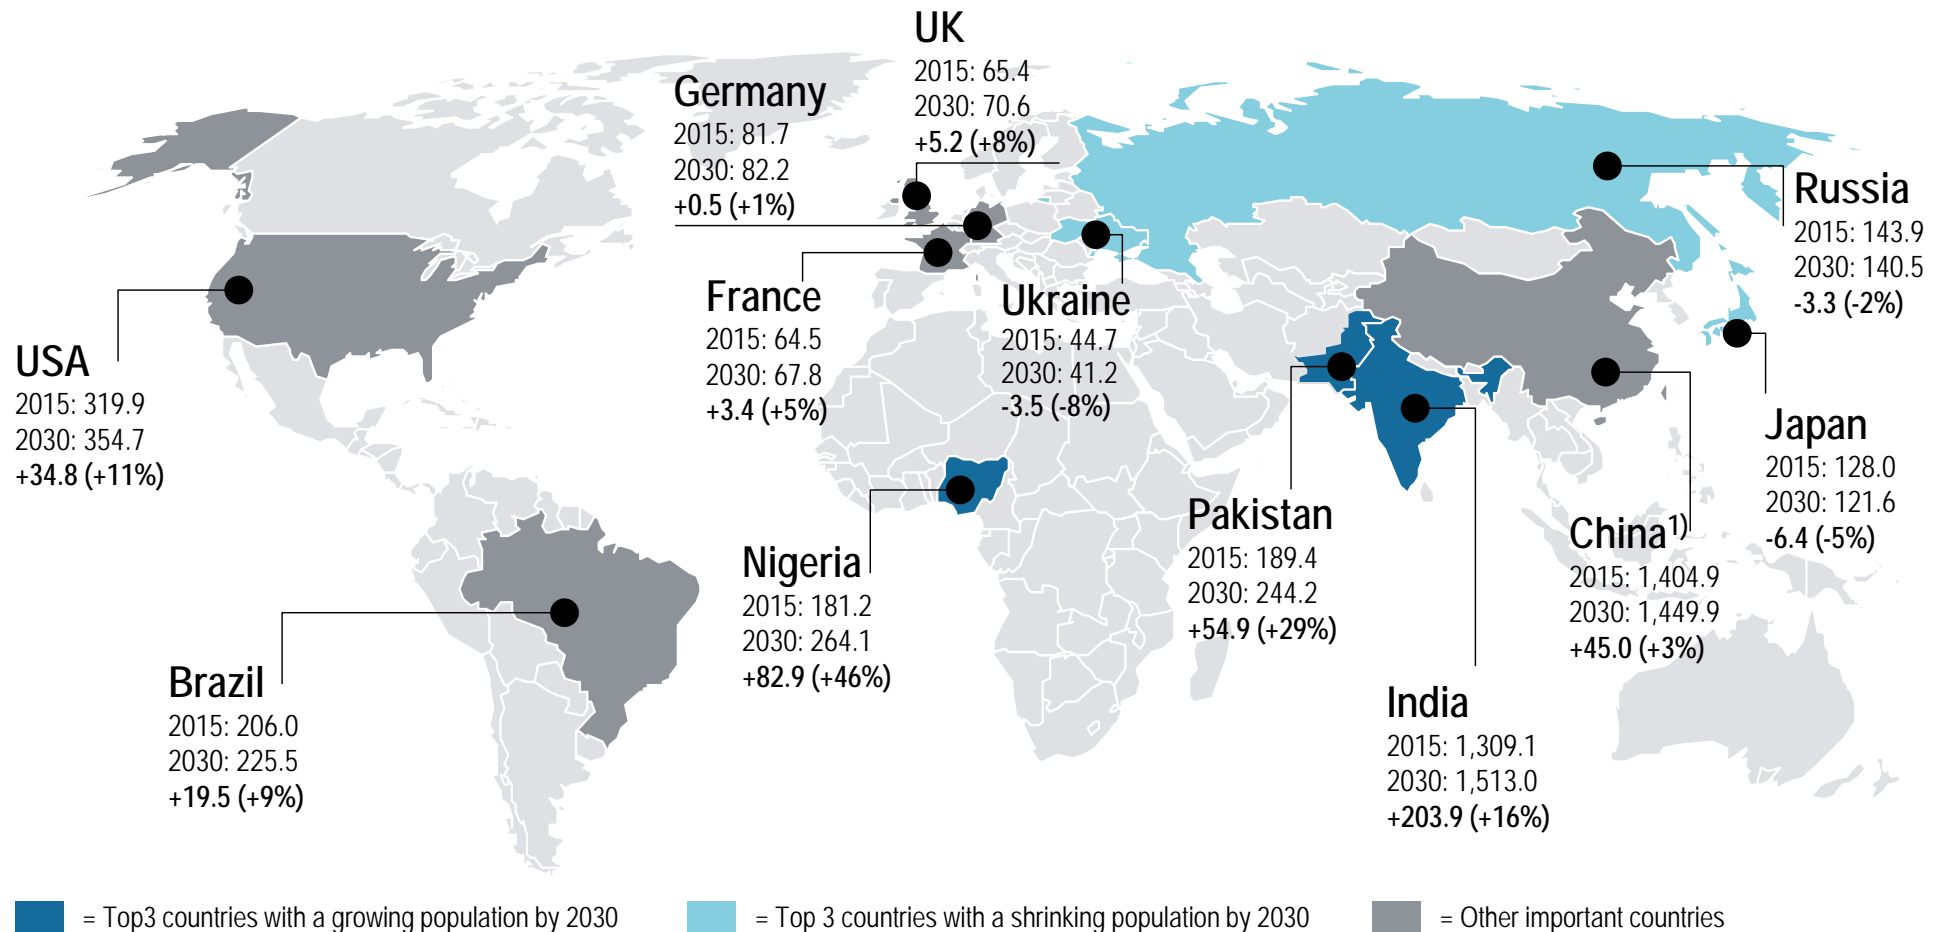 UK
2015: 65.4
2030: 70.6
+5.2 (+8%)
Germany
2015: 81.7
2030: 82.2
+0.5 (+1%)
Russia
2015: 143.9
2030: 140.5
-3.3 (-2%)
France
2015: 64.5
2030: 67.8
+3.4 (+5%)
Ukraine
2015: 44.7
2030: 41.2
-3.5 (-8%)
USA
2015: 319.9
2030: 354.7
+34.8 (+11%)
Japan
2015: 128.0
2030: 121.6
-6.4 (-5%)
Pakistan
2015: 189.4
2030: 244.2
+54.9 (+29%)
China1)
2015: 1,404.9
2030: 1,449.9
+45.0 (+3%)
Nigeria
2015: 181.2
2030: 264.1
+82.9 (+46%)
Brazil
2015: 206.0
2030: 225.5
+19.5 (+9%)
India
2015: 1,309.1
2030: 1,513.0
+203.9 (+16%)
= Top3 countries with a growing population by 2030
= Top 3 countries with a shrinking population by 2030
= Other important countries